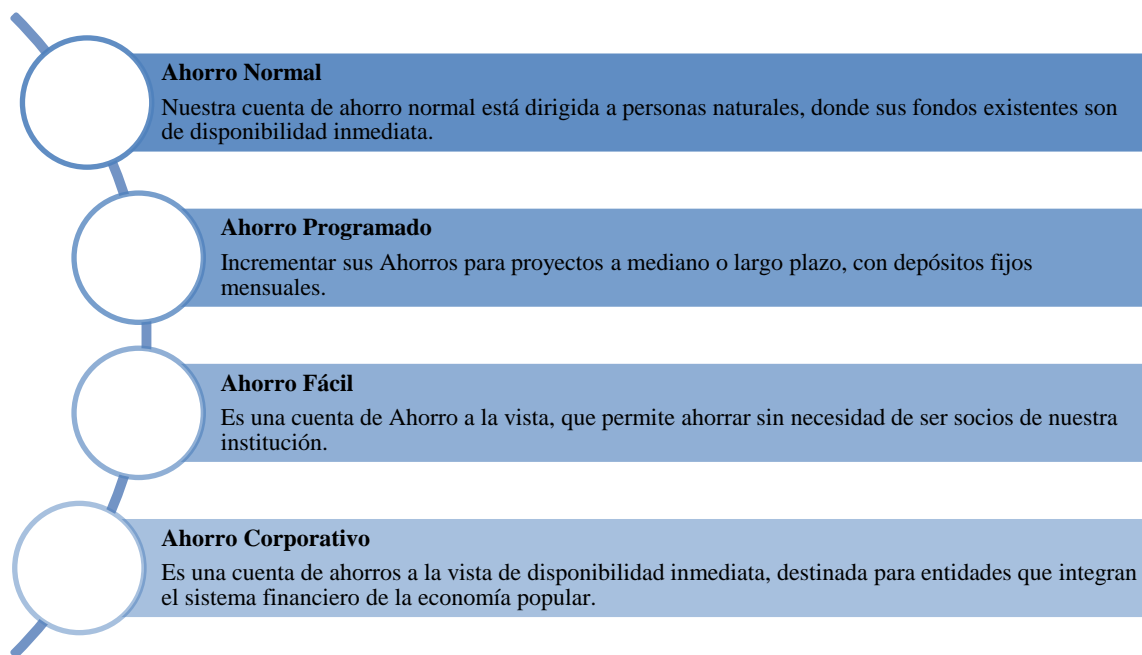 Ahorro Normal
Nuestra cuenta de ahorro normal está dirigida a personas naturales, donde sus fondos existentes son
de disponibilidad inmediata.
Ahorro Programado
Incrementar sus Ahorros para proyectos a mediano o largo plazo, con depósitos fijos
mensuales.
Ahorro Fácil
Es una cuenta de Ahorro a la vista, que permite ahorrar sin necesidad de ser socios de nuestra
institución.
Ahorro Corporativo
Es una cuenta de ahorros a la vista de disponibilidad inmediata, destinada para entidades que integran
el sistema financiero de la economía popular.